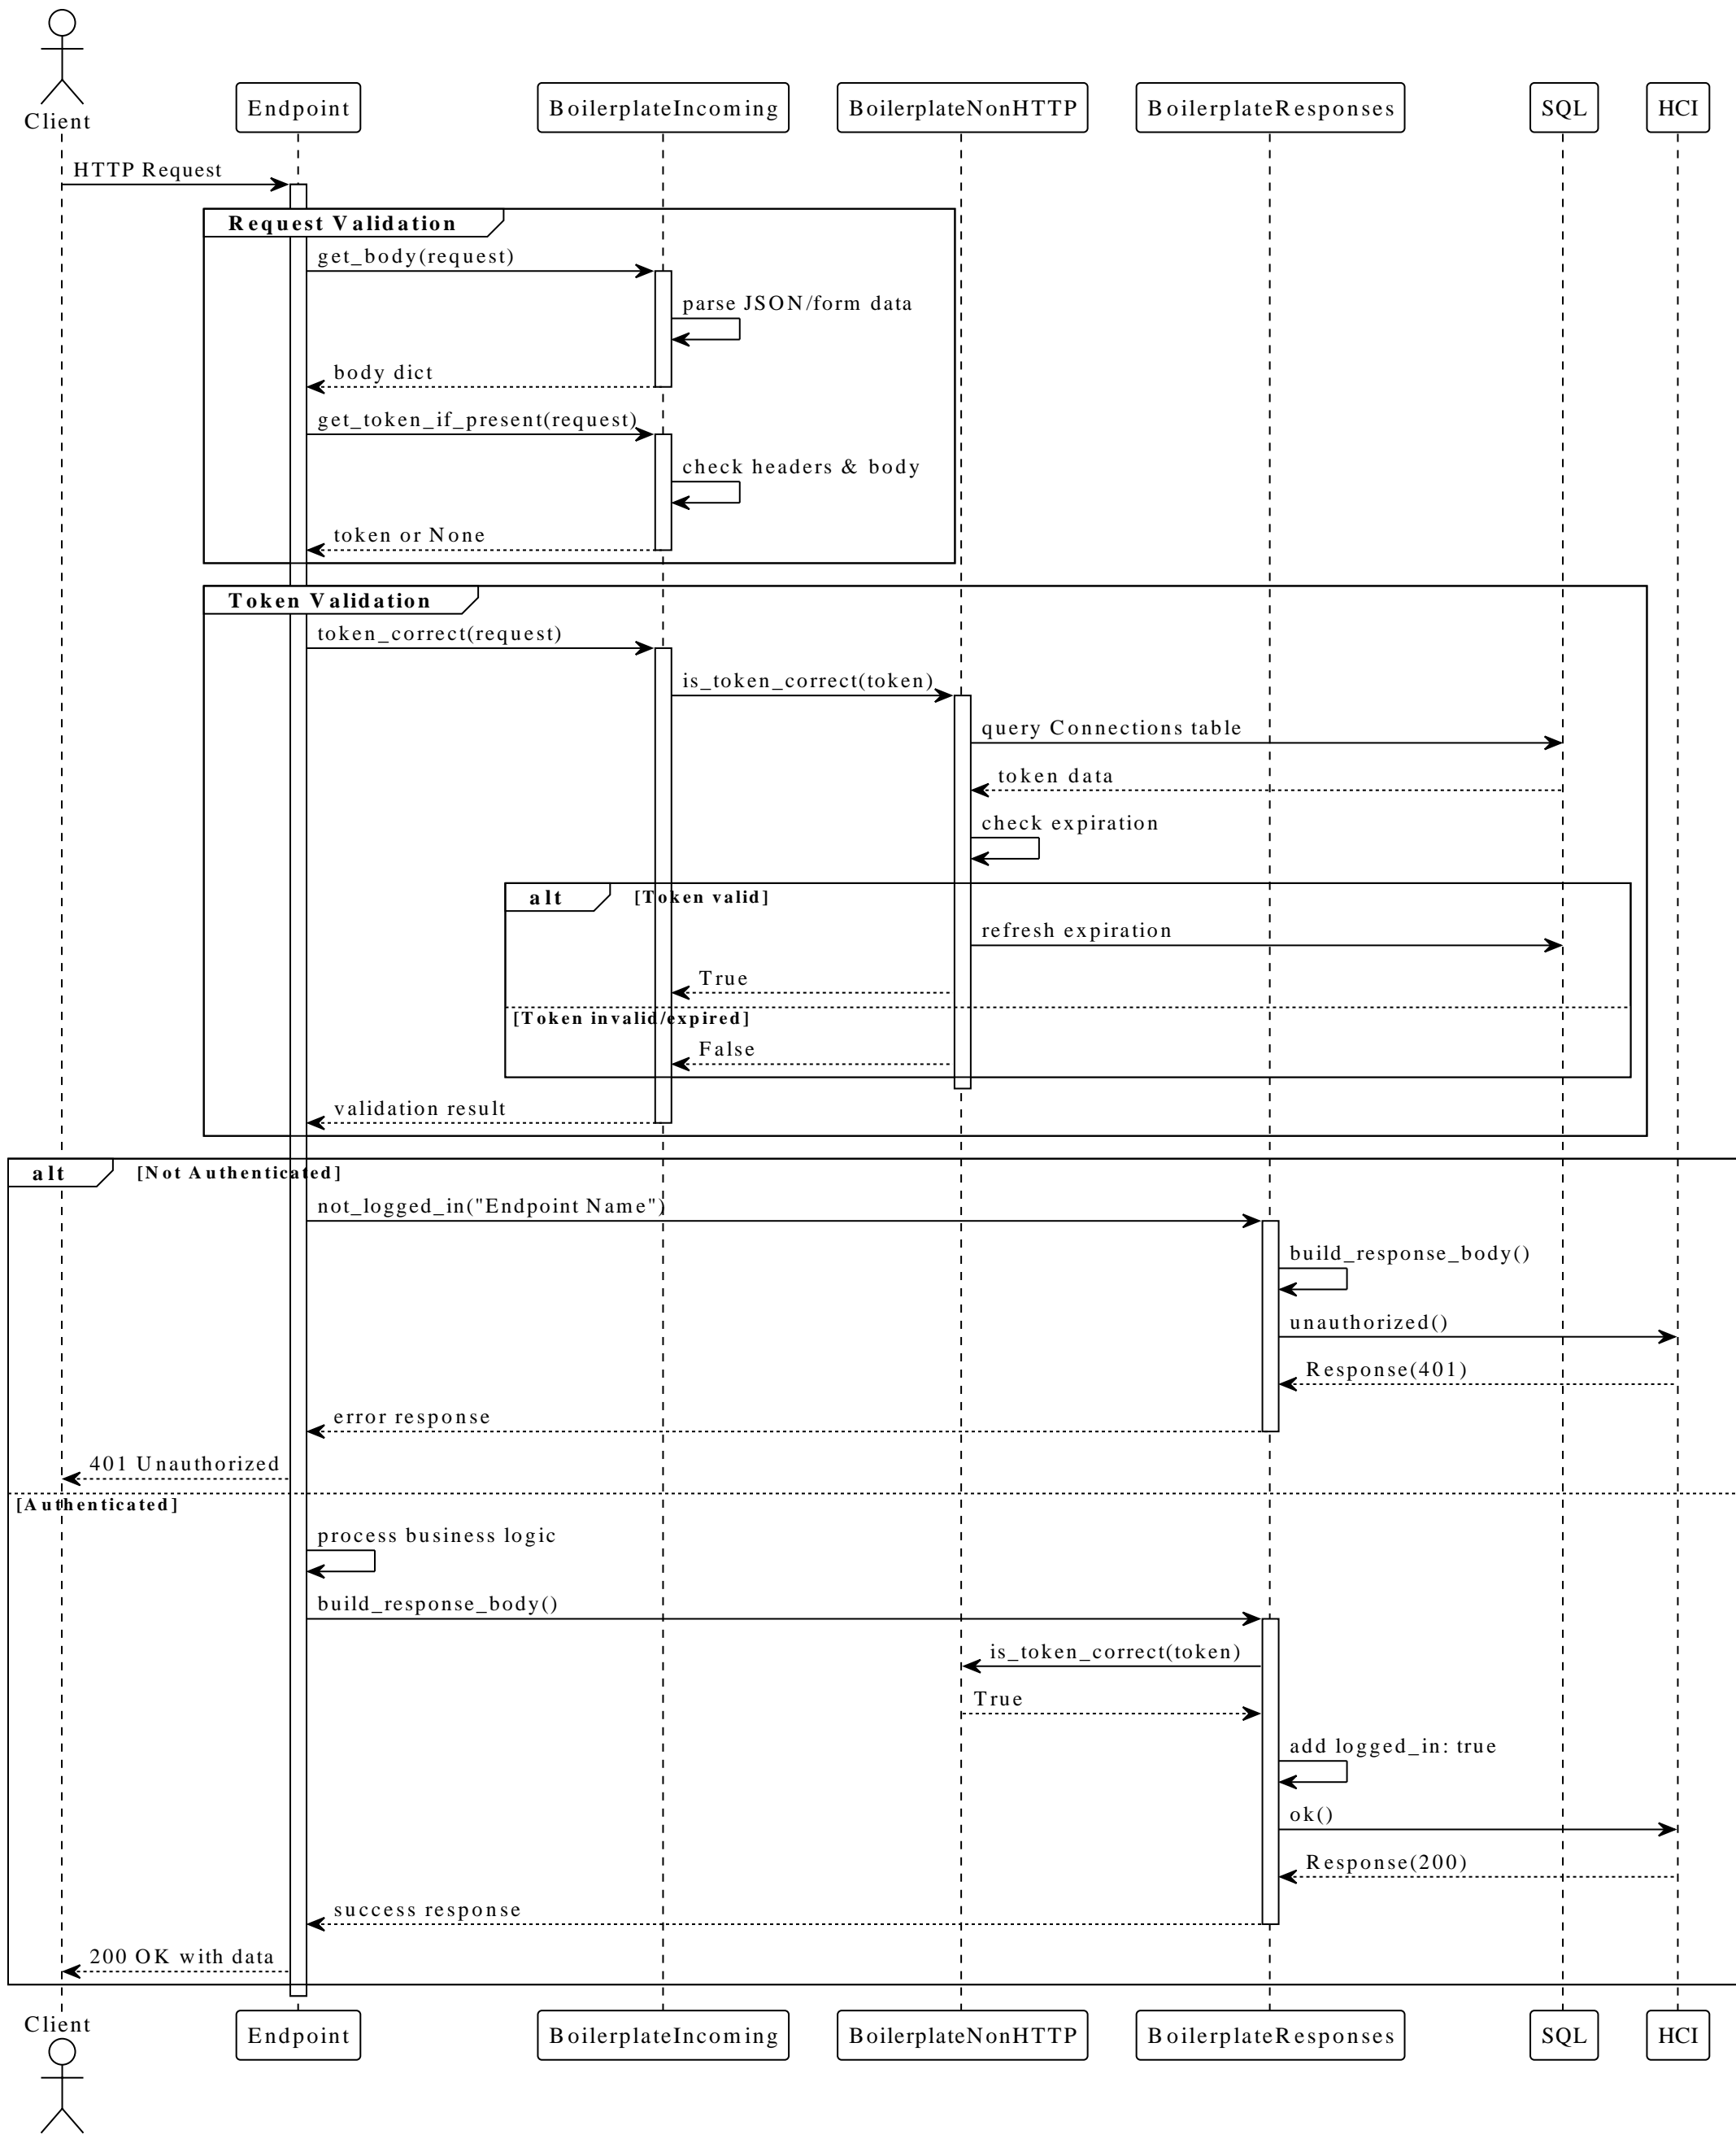 Client
Endpoint
BoilerplateIncoming
BoilerplateNonHTTP
BoilerplateResponses
SQL
HCI
HTTP Request
Request Validation
get_body(request)
parse JSON/form data
body dict
get_token_if_present(request)
check headers & body
token or None
Token Validation
token_correct(request)
is_token_correct(token)
query Connections table
token data
check expiration
alt
[Token valid]
refresh expiration
True
[Token invalid/expired]
False
validation result
alt
[Not Authenticated]
not_logged_in("Endpoint Name")
build_response_body()
unauthorized()
Response(401)
error response
401 Unauthorized
[Authenticated]
process business logic
build_response_body()
is_token_correct(token)
True
add logged_in: true
ok()
Response(200)
success response
200 OK with data
Client
Endpoint
BoilerplateIncoming
BoilerplateNonHTTP
BoilerplateResponses
SQL
HCI